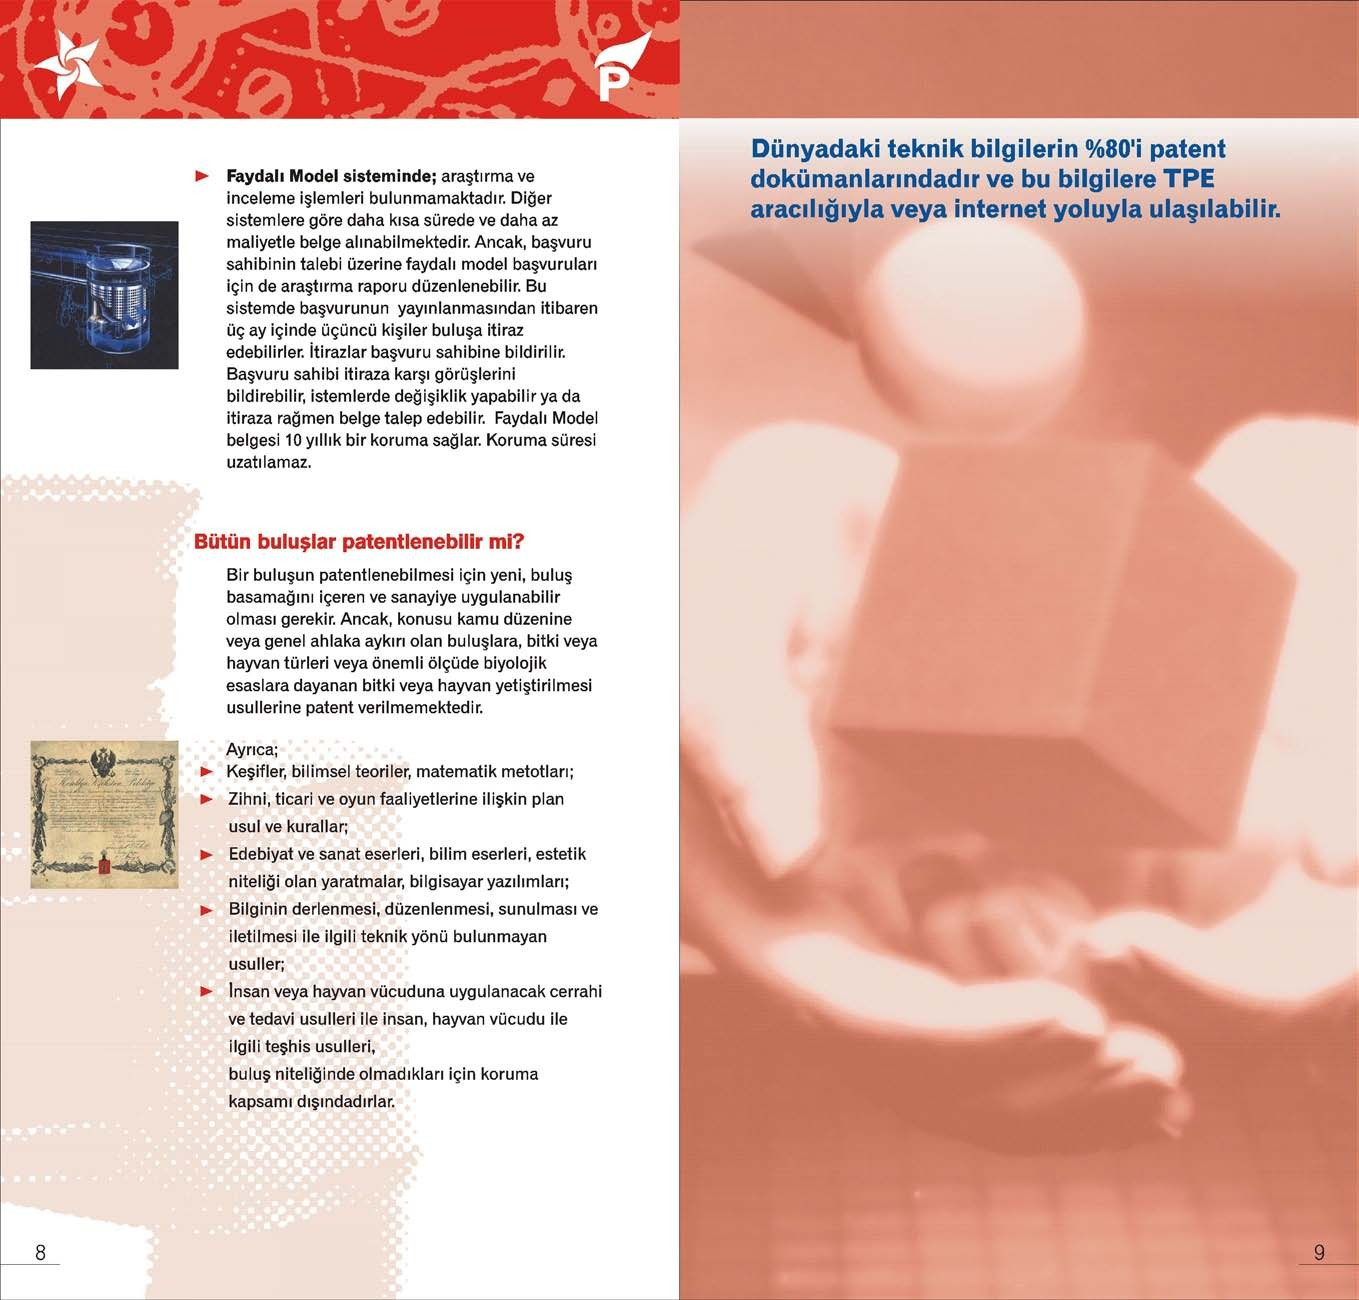 P
Faydalı Model sisteminde; araştırma ve
inceleme işlemleri bulunmamaktadır. Diğer
sistemlere göre daha kısa sürede ve daha az
maliyetle belge alınabilmektedir. Ancak, başvuru
sahibinin talebi üzerine faydalı model başvuruları
için de araştırma raporu düzenlenebilir. Bu
sistemde başvurunun yayınlanmasından itibaren
üç ay içinde üçüncü kişiler buluşa itiraz
edebilirler. İtirazlar başvuru sahibine bildirilir.
Başvuru sahibi itiraza karşı görüşlerini
bildirebilir, istemlerde değişiklik yapabilir ya da
itiraza rağmen belge talep edebilir. Faydalı Model
belgesi 10 yıllık bir koruma sağlar. Koruma süresi
uzatılamaz.
Bütün buluşlar patentlenebilir mi?
Bir buluşun patentlenebilmesi için yeni, buluş
basamağını içeren ve sanayiye uygulanabilir
olması gerekir. Ancak, konusu kamu düzenine
veya genel ahlaka aykırı olan buluşlara, bitki veya
hayvan türleri veya önemli ölçüde biyolojik
esaslara dayanan bitki veya hayvan yetiştirilmesi
usullerine patent verilmemektedir.
Ayrıca;
Keşifler, bilimsel teoriler, matematik metotları;
Zihni, ticari ve oyun faaliyetlerine ilişkin plan
usul ve kurallar;
Edebiyat ve sanat eserleri, bilim eserleri, estetik
niteliği olan yaratmalar, bilgisayar yazılımları;
Bilginin derlenmesi, düzenlenmesi, sunulması ve
iletilmesi ile ilgili teknik yönü bulunmayan
usuller;
İnsan veya hayvan vücuduna uygulanacak cerrahi
ve tedavi usulleri ile insan, hayvan vücudu ile
ilgili teşhis usulleri,
buluş niteliğinde olmadıkları için koruma
kapsamı dışındadırlar.
8
Dünyadaki teknik bilgilerin %80'i patent
dokümanlarındadır ve bu bilgilere TPE
aracılığıyla veya internet yoluyla ulaşılabilir.
9